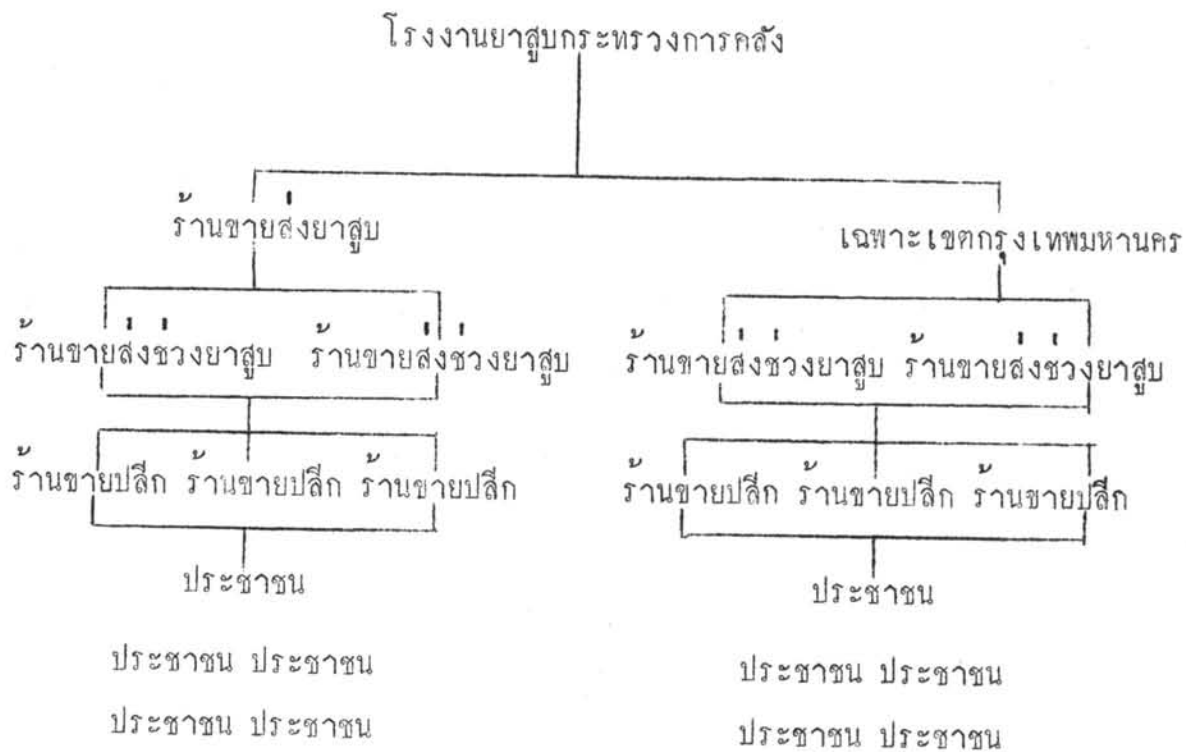 โรงงานยาสูบกระทรวงการคลัง
ร้านขายส่งยาสูบ
เฉพาะเขตกรุงเทพมหานคร
ร้านขายส่งช่วงยาสูบ ร้านขายส่งช่วงยาสูบ ร้านขายส่งช่วงยาสูบ ร้านขายส่งช่วงยาสูบ
ร้านขายปลีก ร้านขายปลีก ร้านขายปลีก ร้านขายปลีก ร้านขายปลีก ร้านขายปลีก
ประชาชน ประชาชน
ประชาชน ประชาชน ประชาชน ประชาชน
ประชาชน ประชาชน ประชาชน ประชาชน